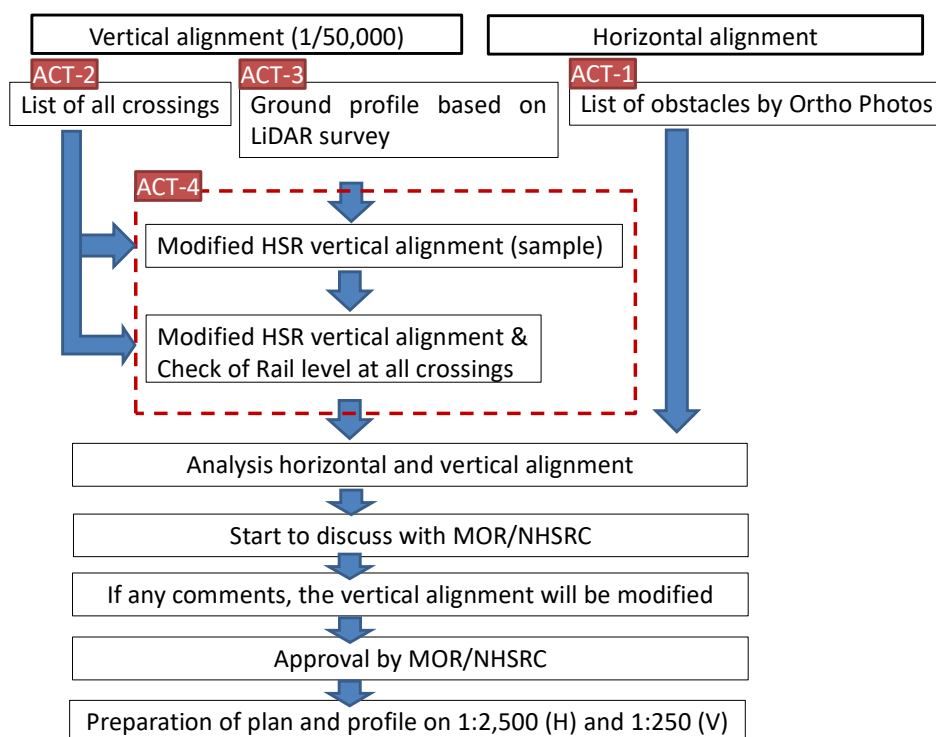 Vertical alignment (1/50,000)
Horizontal alignment
ACT-2
List of all crossings
ACT-3
Ground profile based on
LiDAR survey
ACT-1
List of obstacles by Ortho Photos
ACT-4
Modified HSR vertical alignment (sample)
Modified HSR vertical alignment &
Check of Rail level at all crossings
Analysis horizontal and vertical alignment
Start to discuss with MOR/NHSRC
If any comments, the vertical alignment will be modified
Approval by MOR/NHSRC
Preparation of plan and profile on 1:2,500 (H) and 1:250 (V)